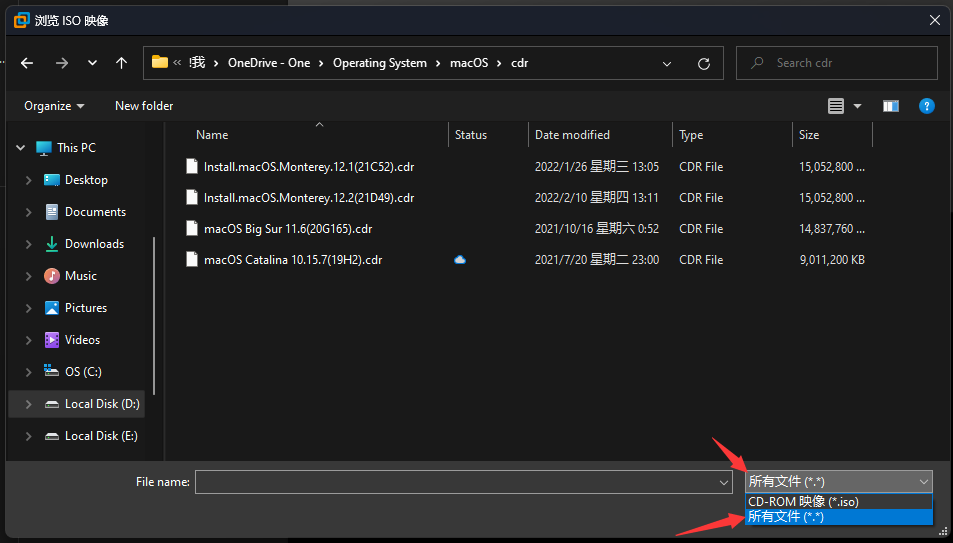 浏览 ISO 映像
« !我 › OneDrive - One › Operating System › macOS › cdr
Search cdr
Organize
New folder
Name
Status
Date modified
Type
Size
This PC
Desktop
Documents
Downloads
Music
Pictures
Videos
OS (C:)
Local Disk (D:)
Local Disk (E:)
Install.macOS.Monterey.12.1(21C52).cdr 2022/1/26 星期三 13:05 CDR File 15,052,800 ...
Install.macOS.Monterey.12.2(21D49).cdr 2022/2/10 星期四 13:11 CDR File 15,052,800 ...
macOS Big Sur 11.6(20G165).cdr 2021/10/16 星期六 0:52 CDR File 14,837,760 ...
macOS Catalina 10.15.7(19H2).cdr 2021/7/20 星期二 23:00 CDR File 9,011,200 KB
File name:
所有文件 (*.*)
CD-ROM 映像 (*.iso)
所有文件 (*.*)